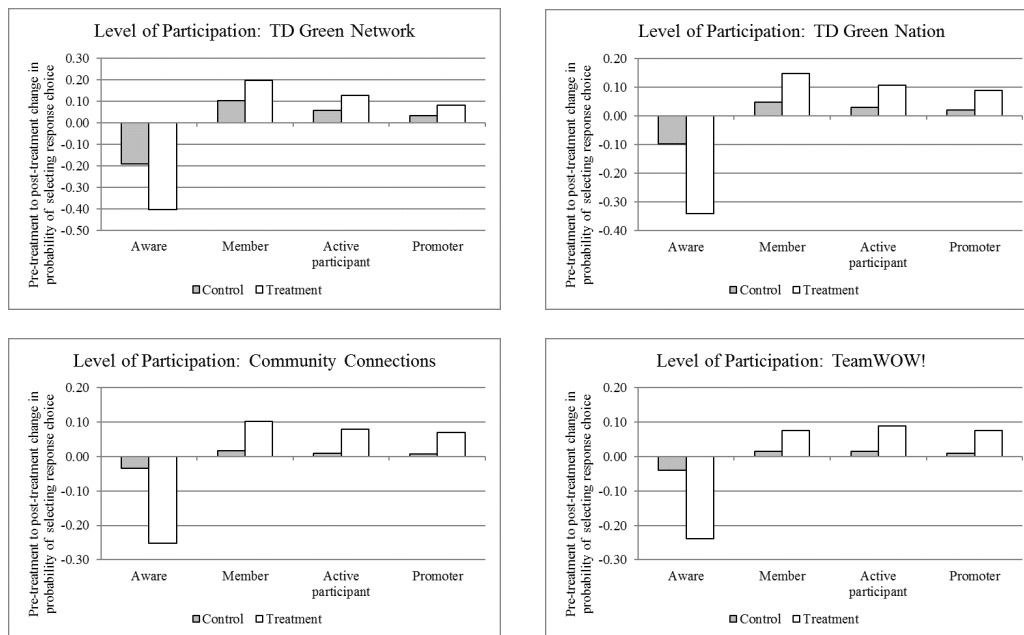 Level of Participation: TD Green Network
Pre-treatment to post-treatment change in
probability of selecting response choice
0.30
0.20
0.10
0.00
-0.10
-0.20
-0.30
-0.40
-0.50
Aware Member Active Promoter
participant
Control Treatment
Level of Participation: TD Green Nation
Pre-treatment to post-treatment change in
probability of selecting response choice
0.20
0.10
0.00
-0.10
-0.20
-0.30
-0.40
Aware Member Active Promoter
participant
Control Treatment
Level of Participation: Community Connections
Pre-treatment to post-treatment change in
probability of selecting response choice
0.20
0.10
0.00
-0.10
-0.20
-0.30
Aware Member Active Promoter
participant
Control Treatment
Level of Participation: TeamWOW!
Pre-treatment to post-treatment change in
probability of selecting response choice
0.20
0.10
0.00
-0.10
-0.20
-0.30
Aware Member Active Promoter
participant
Control Treatment